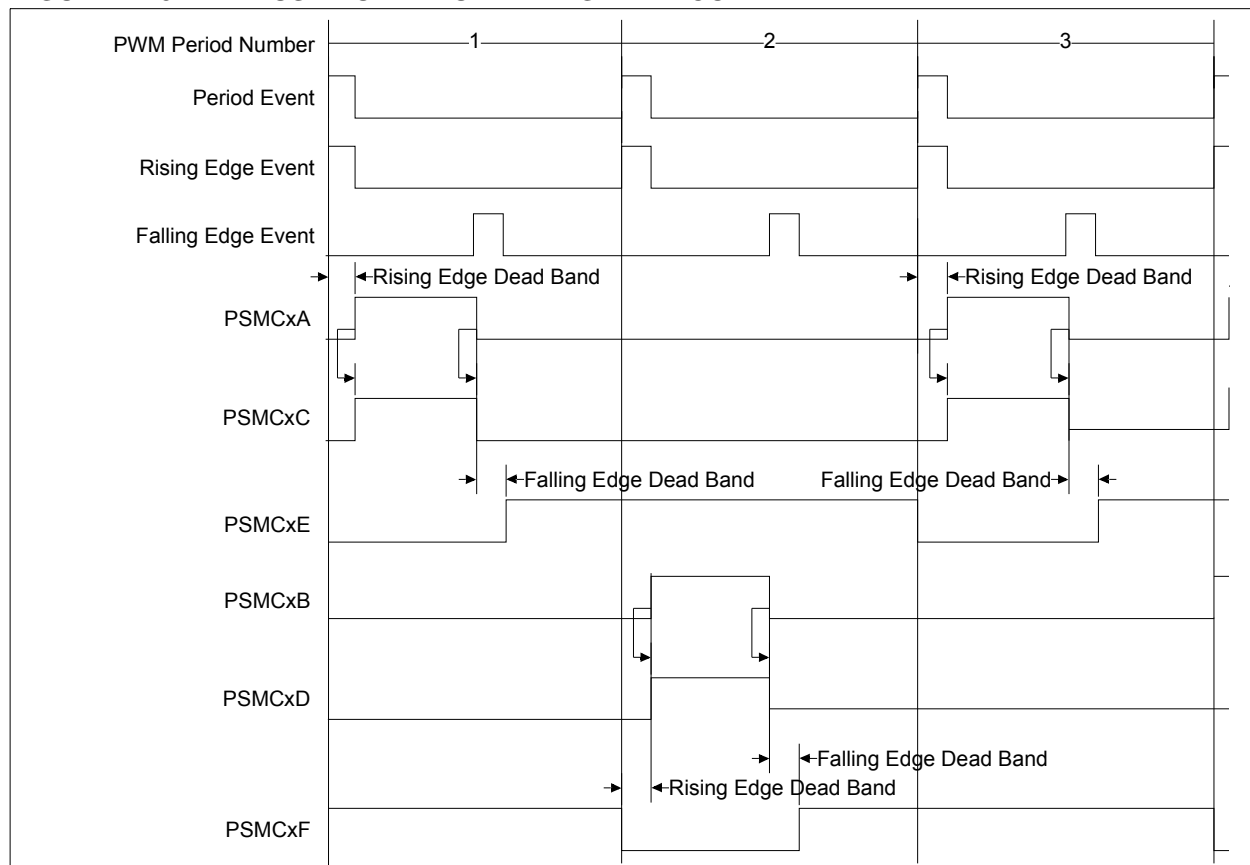 PWM Period Number
1
2
3
Period Event
Rising Edge Event
Falling Edge Event
Rising Edge Dead Band
Rising Edge Dead Band
PSMCxA
PSMCxC
Falling Edge Dead Band
Falling Edge Dead Band
PSMCxE
PSMCxB
PSMCxD
Falling Edge Dead Band
Rising Edge Dead Band
PSMCxF